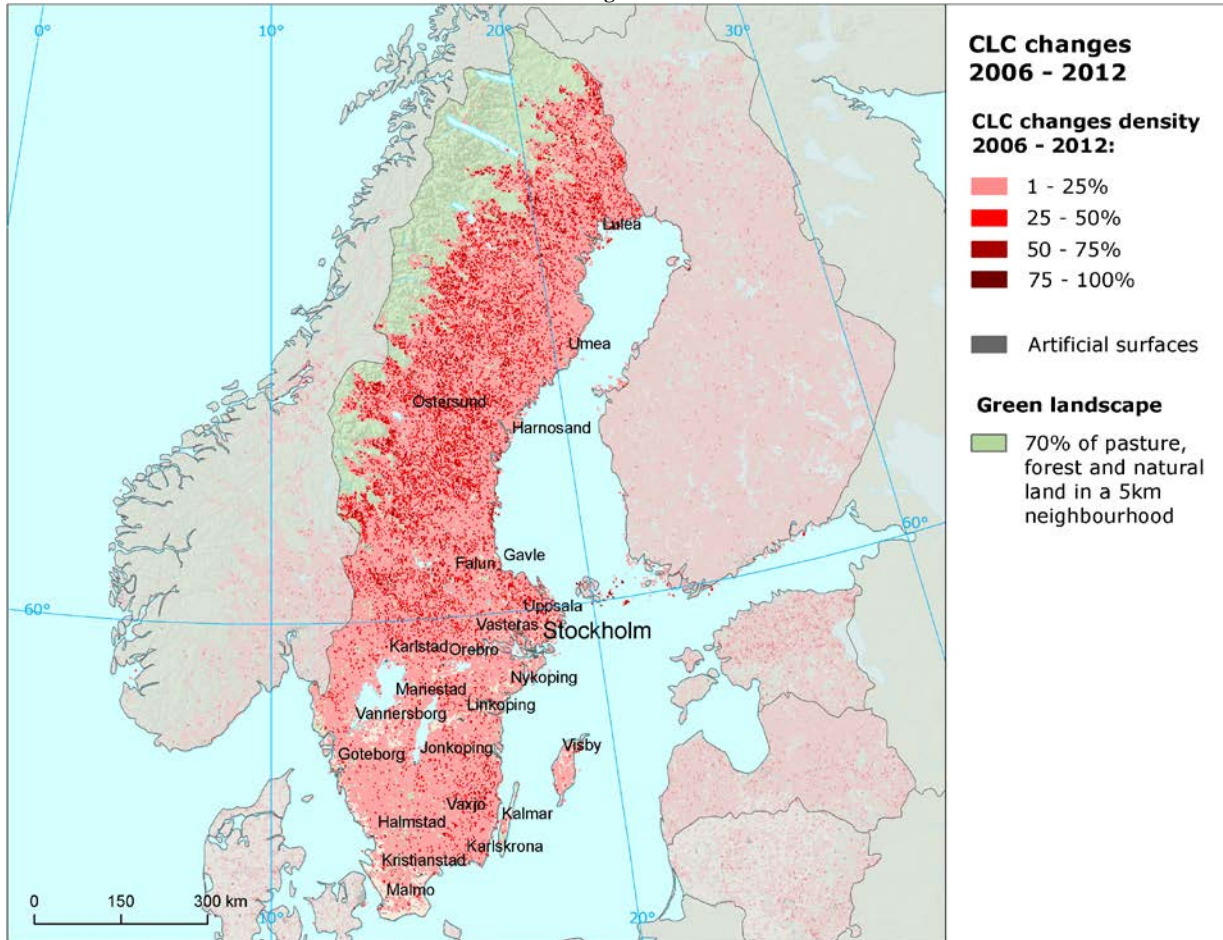 0°
10°
20°
30°
CLC changes
2006 - 2012
CLC changes density
2006 - 2012:
1 - 25%
25 - 50%
50 - 75%
75 - 100%
Artificial surfaces
Green landscape
70% of pasture,
forest and natural
land in a 5km
neighbourhood
Lulea
Umea
Ostersund
Harnosand
60°
Gavle
Falun
Uppsala
60°
Vasteras
Stockholm
Karlstad
Orebro
Nykoping
Mariestad
Linkoping
Vannersborg
Goteborg
Jonkoping
Visby
Vaxjo
Kalmar
Halmstad
Karlskrona
Kristianstad
Malmo
0 150 300 km
10°
20°